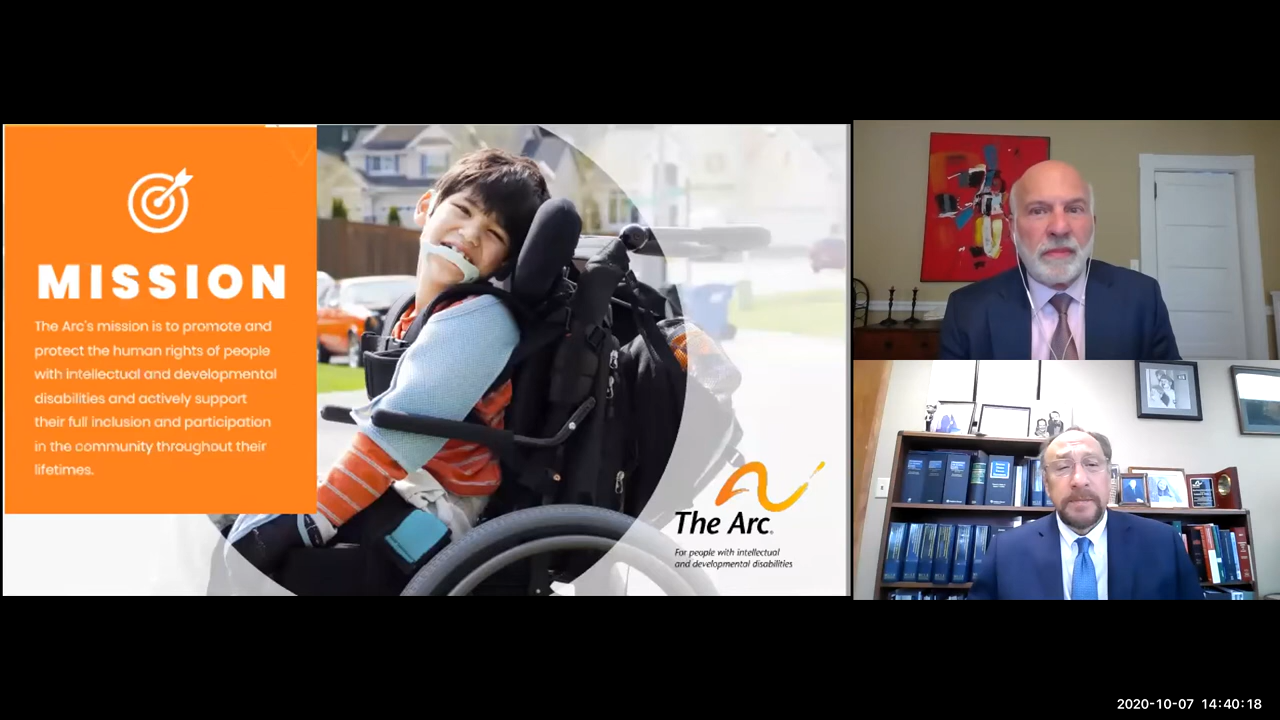 MISSION
The Arc's mission is to promote and
protect the human rights of people
with intellectual and developmental
disabilities and actively support
their full inclusion and participation
in the community throughout their
lifetimes.
The Arc.
For people with intellectual
and developmental disabilities
2020-10-07 14:40:18